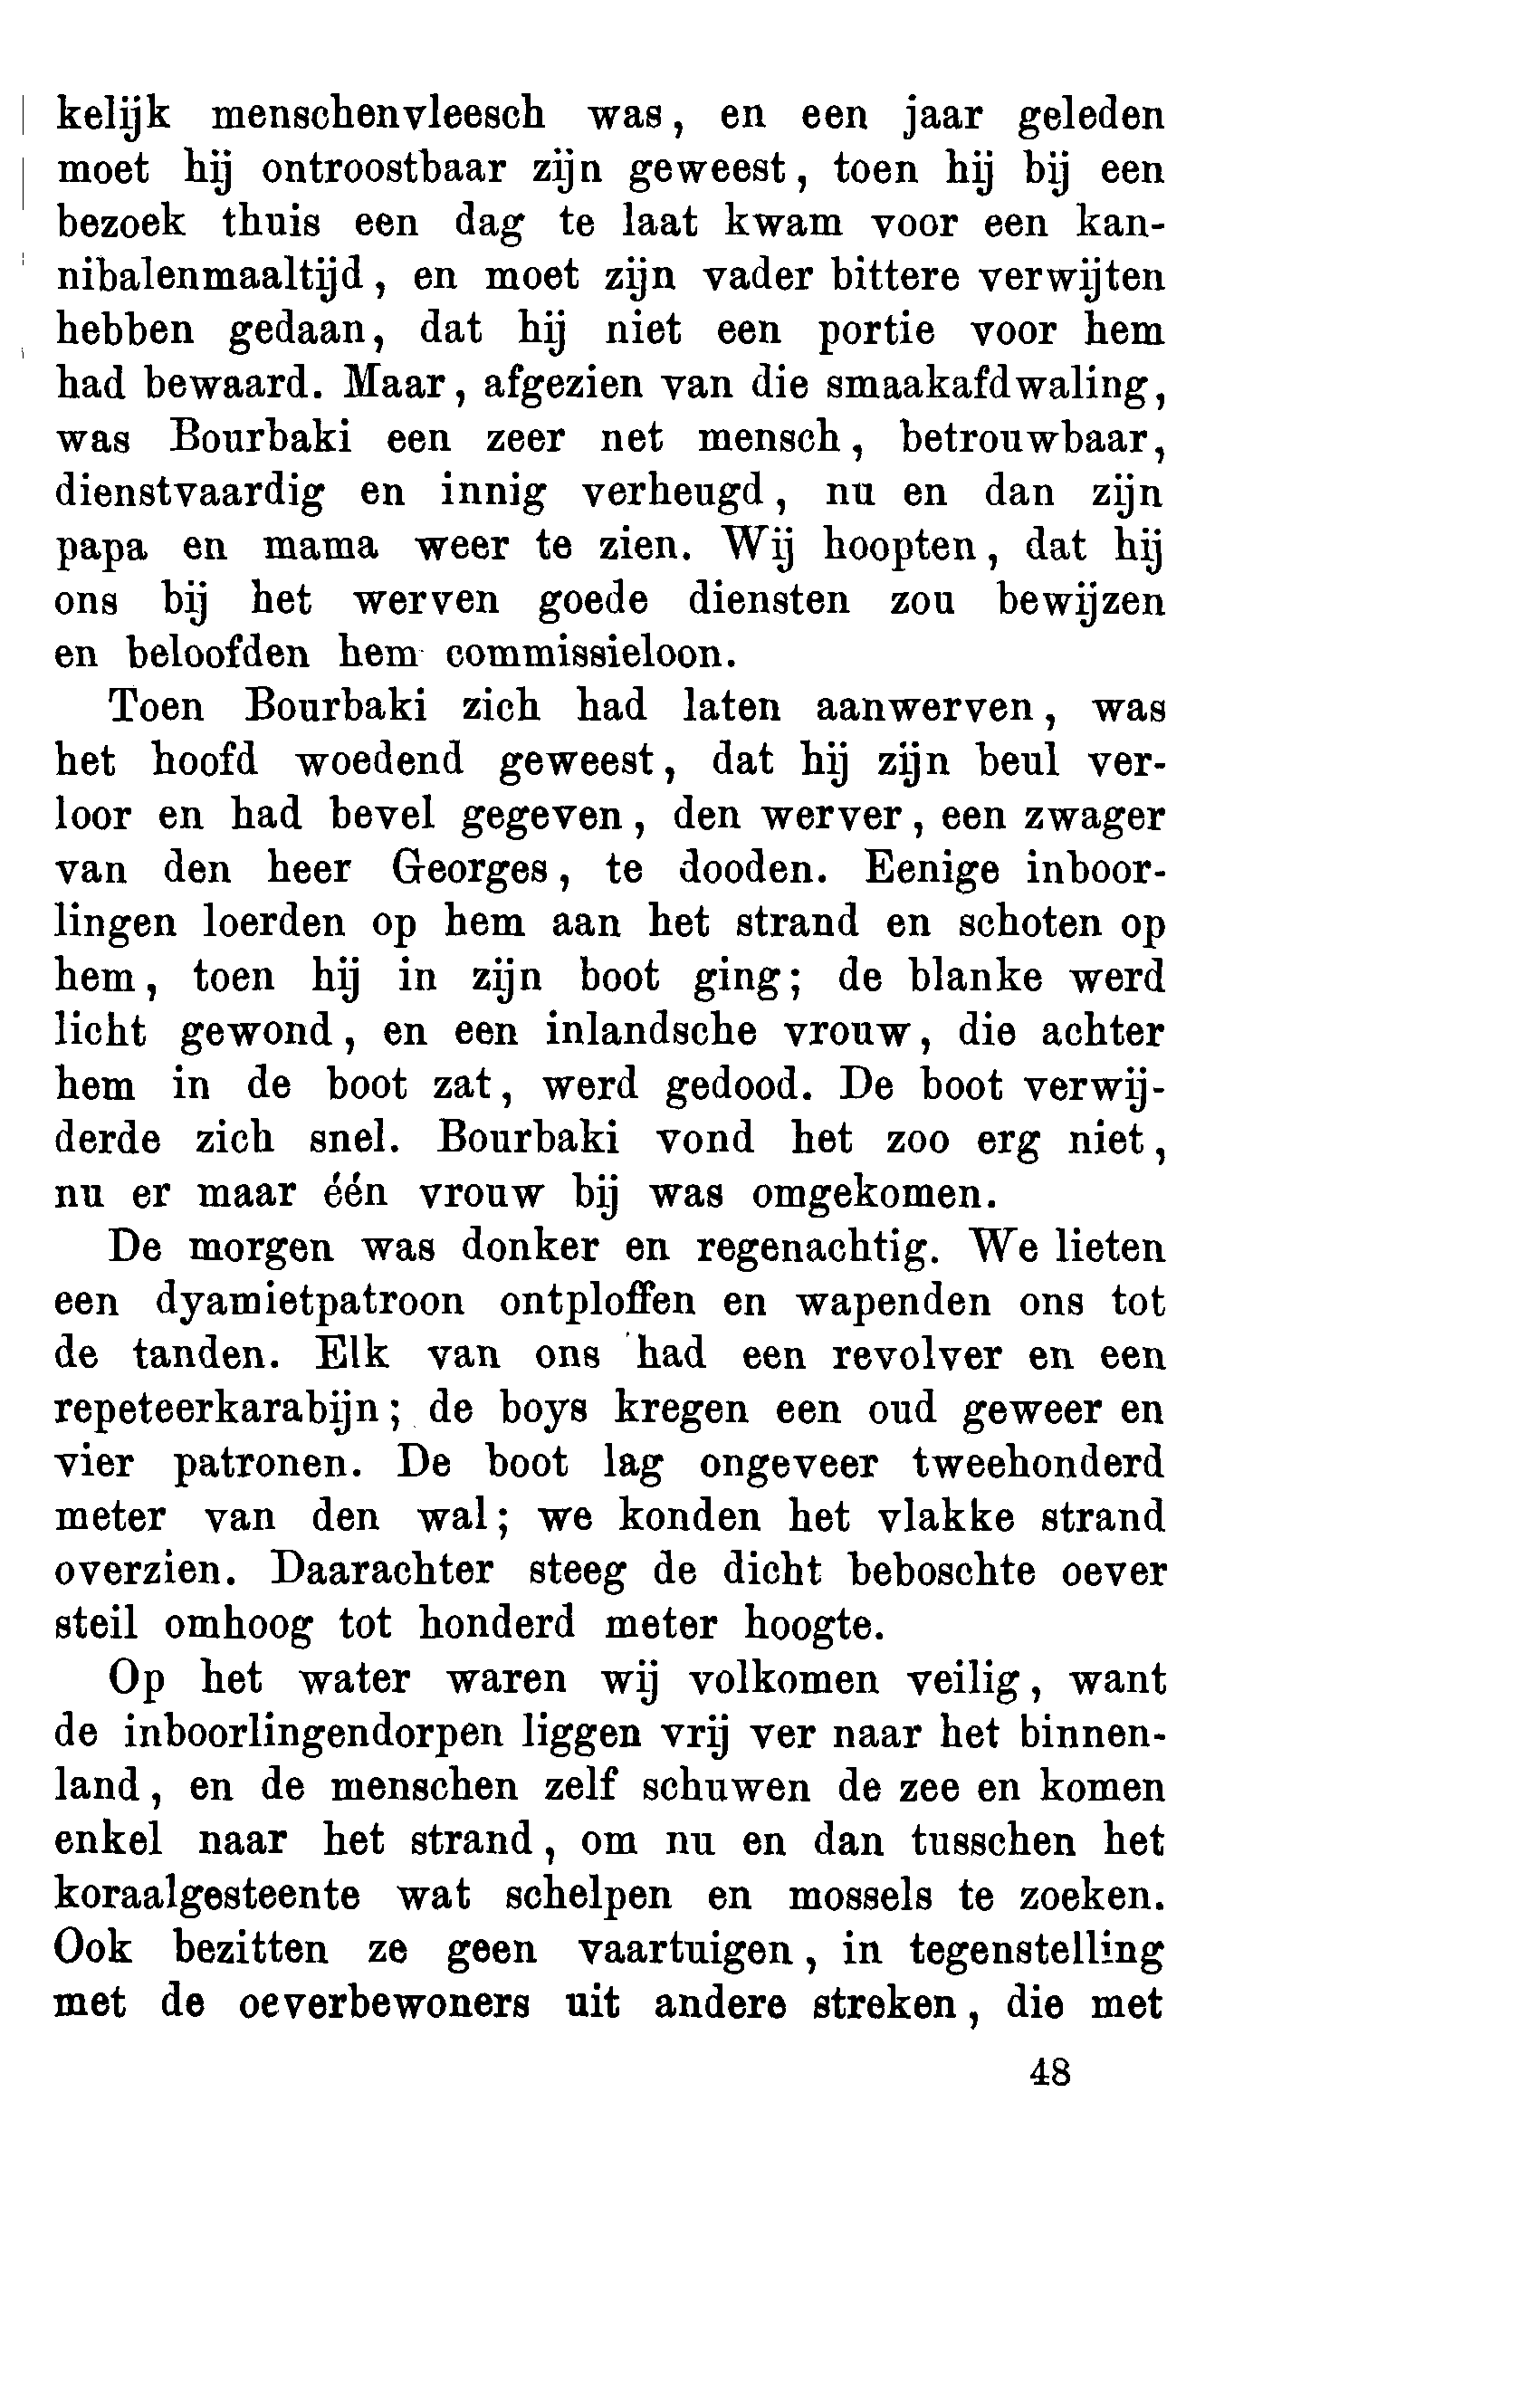 kelijk menschenvleesch was, en een jaar geleden
moet hij ontroostbaar zijn geweest, toen hij bij een
bezoek thuis een dag te laat kwam voor een kan-
nibalenmaaltijd, en moet zijn vader bittere verwijten
hebben gedaan, dat hij niet een portie voor hem
had bewaard. Maar, afgezien van die smaakafdwaling,
was Bourbaki een zeer net mensch, betrouwbaar,
dienstvaardig en innig verheugd, nu en dan zijn
papa en mama weer te zien. Wij hoopten, dat hij
ons bij het werven goede diensten zou bewijzen
en beloofden hem commissieloon.
Toen Bourbaki zich had laten aanwerven, was
het hoofd woedend geweest, dat hij zijn beul ver-
loor en had bevel gegeven, den werver, een zwager
van den heer Georges, te dooden. Eenige inboor-
lingen loerden op hem aan het strand en schoten op
hem, toen hij in zijn boot ging; de blanke werd
licht gewond, en een inlandsche vrouw, die achter
hem in de boot zat, werd gedood. De boot verwij-
derde zich snel. Bourbaki vond het zoo erg niet,
nu er maar één vrouw bij was omgekomen.
De morgen was donker en regenachtig. We lieten
een dyamietpatroon ontploffen en wapenden ons tot
de tanden. Elk van ons had een revolver en een
repeteerkarabijn; de boys kregen een oud geweer en
vier patronen. De boot lag ongeveer tweehonderd
meter van den wal; we konden het vlakke strand
overzien. Daarachter steeg de dicht beboschte oever
steil omhoog tot honderd meter hoogte.
Op het water waren wij volkomen veilig, want
de inboorlingendorpen liggen vrij ver naar het binnen-
land, en de menschen zelf schuwen de zee en komen
enkel naar het strand, om nu en dan tusschen het
koraalgesteente wat schelpen en mossels te zoeken.
Ook bezitten ze geen vaartuigen, in tegenstelling
met de oeverbewoners uit andere streken, die met
48